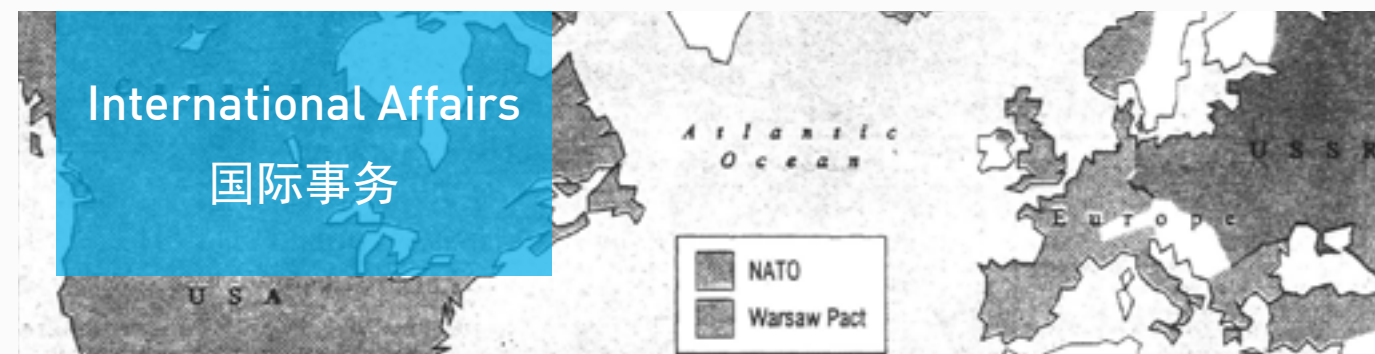 International Affairs
国际事务
Atlantic
Ocean
USSR
Europe
NATO
USA
Warsaw Pact